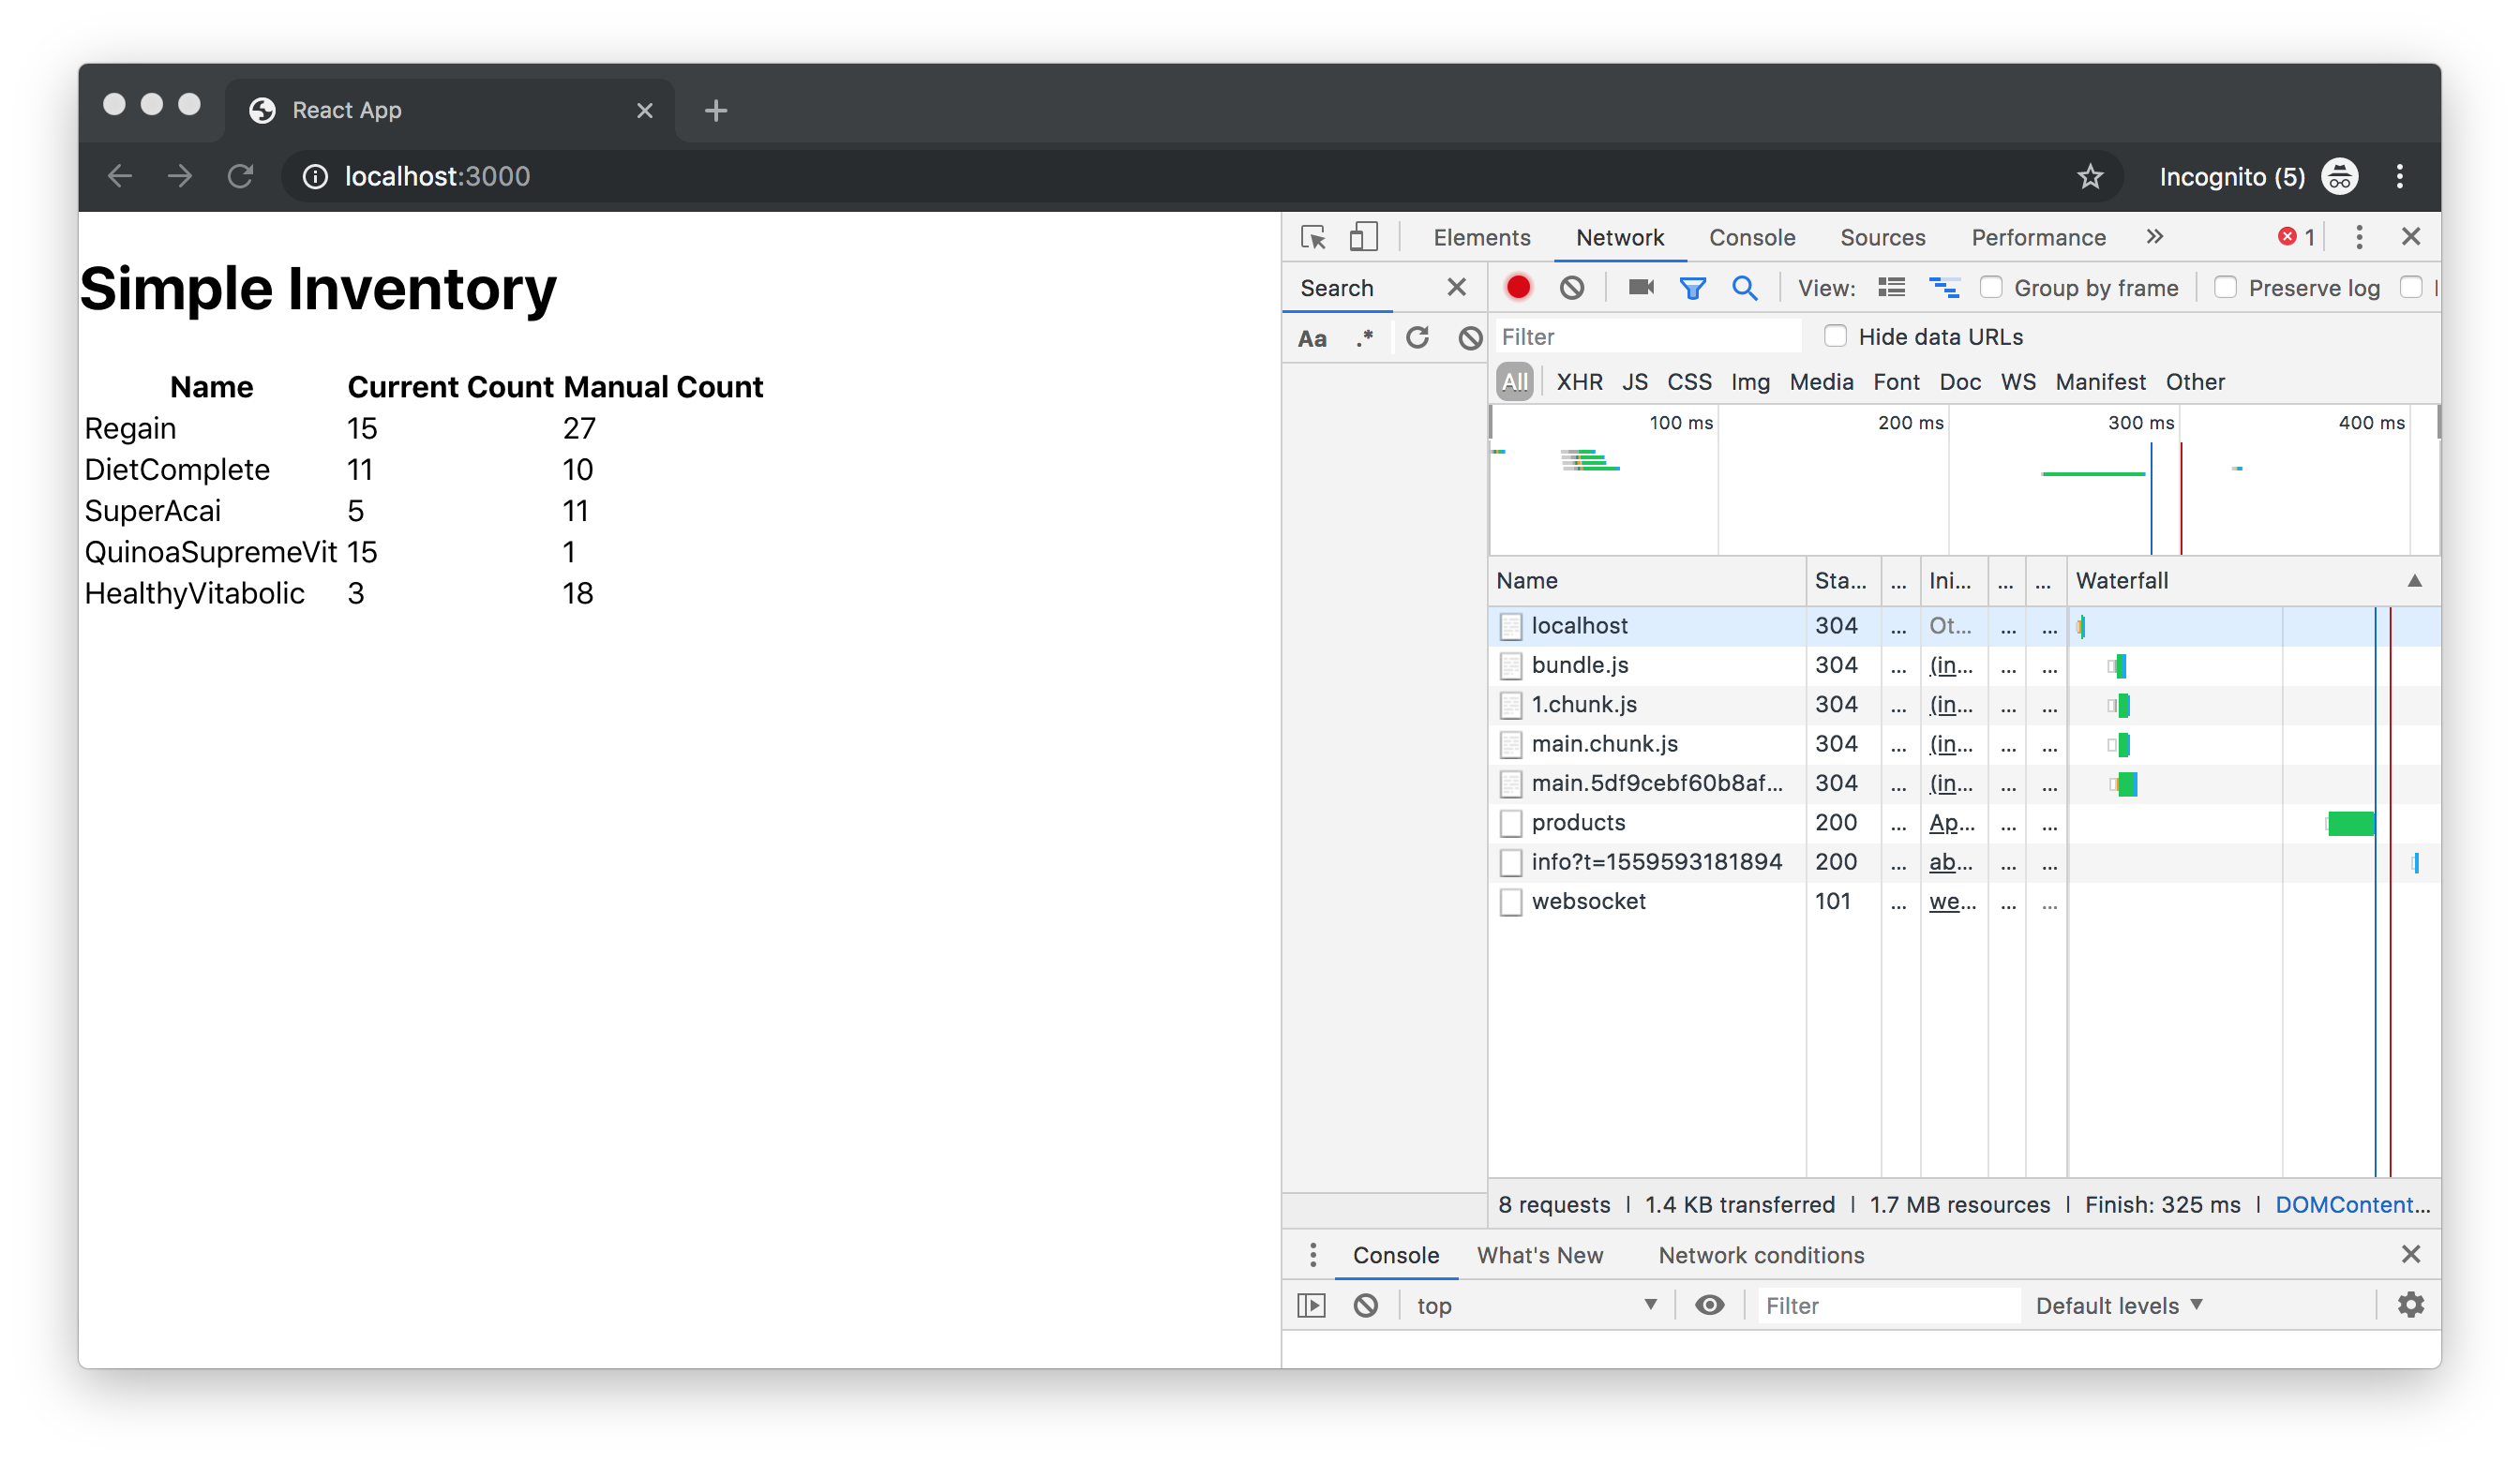 React App
localhost:3000
Incognito (5)
Simple Inventory
Name Current Count Manual Count
Regain 15 27
DietComplete 11 10
SuperAcai 5 11
QuinoaSupremeVit 15 1
HealthyVitabolic 3 18
Elements Network Console Sources Performance » 1
Search
View: Group by frame Preserve log
Aa .*
Filter Hide data URLs
All XHR JS CSS Img Media Font Doc WS Manifest Other
100 ms 200 ms 300 ms 400 ms
Name Sta... ... Ini... ... ... Waterfall
localhost 304 ... Ot... ... ...
bundle.js 304 ... (in... ... ...
1.chunk.js 304 ... (in... ... ...
main.chunk.js 304 ... (in... ... ...
main.5df9cebf60b8af... 304 ... (in... ... ...
products 200 ... Ap... ... ...
info?t=1559593181894 200 ... ab... ... ...
websocket 101 ... we... ... ...
8 requests | 1.4 KB transferred | 1.7 MB resources | Finish: 325 ms | DOMContent...
Console What's New Network conditions
top Filter Default levels